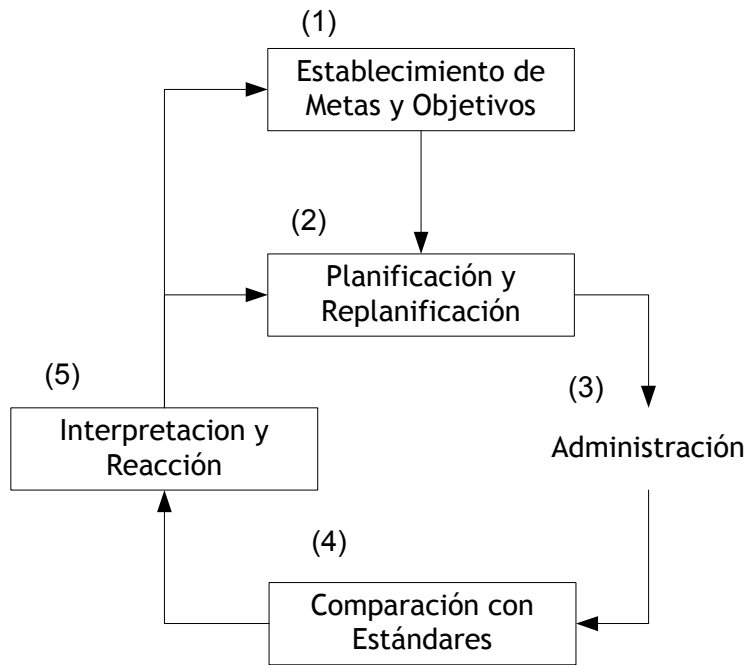 (1)
Establecimiento de
Metas y Objetivos
(2)
Planificación y
Replanificación
(3)
Administración
(4)
Comparación con
Estándares
(5)
Interpretacion y
Reacción